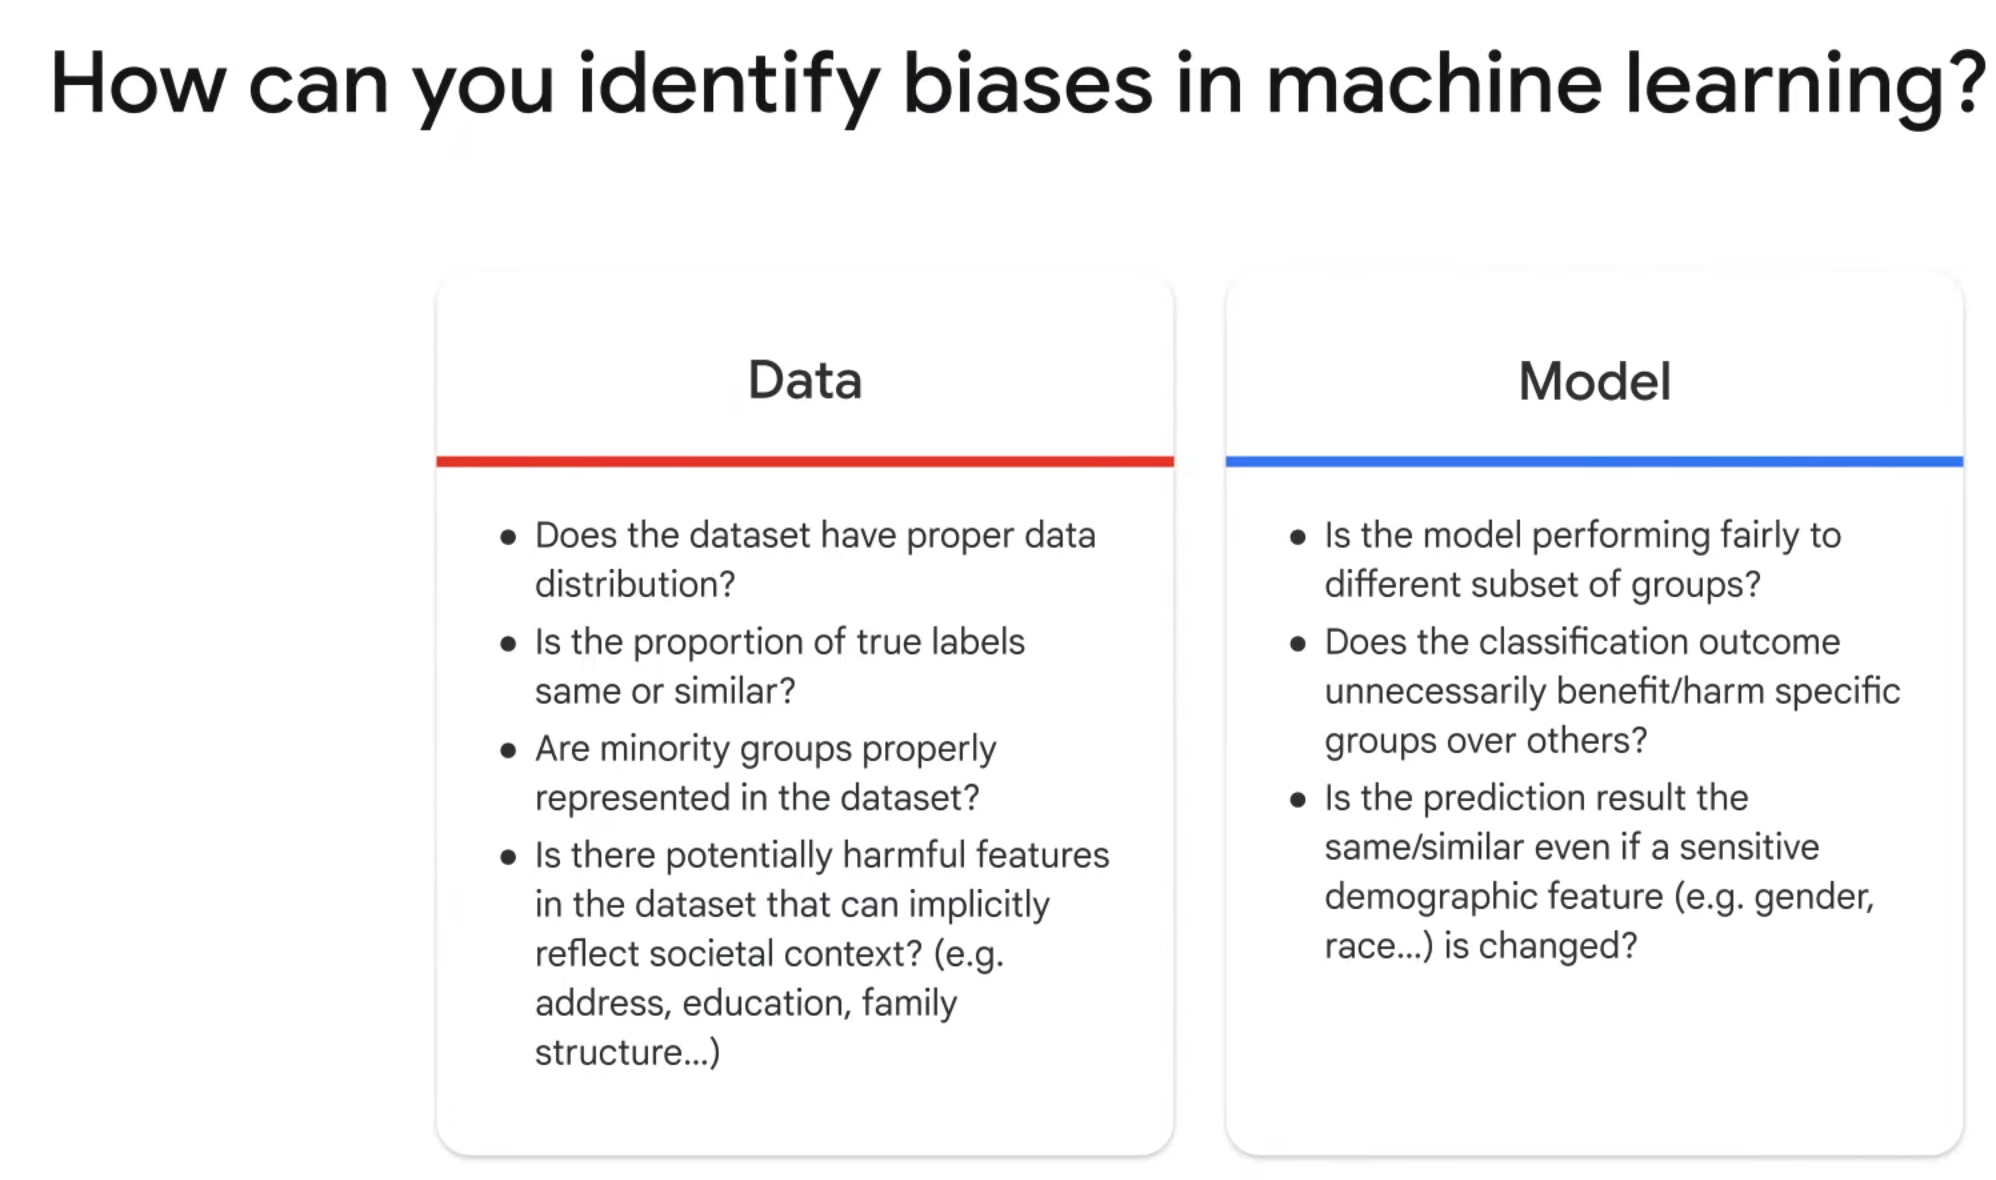 How can you identify biases in machine learning?
Data
● Does the dataset have proper data
distribution?
● Is the proportion of true labels
same or similar?
● Are minority groups properly
represented in the dataset?
● Is there potentially harmful features
in the dataset that can implicitly
reflect societal context? (e.g.
address, education, family
structure...)
Model
● Is the model performing fairly to
different subset of groups?
● Does the classification outcome
unnecessarily benefit/harm specific
groups over others?
● Is the prediction result the
same/similar even if a sensitive
demographic feature (e.g. gender,
race...) is changed?